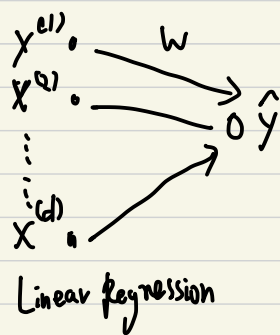 X^(1) W
X^(2)
O ŷ
X^(d)
Linear Regression